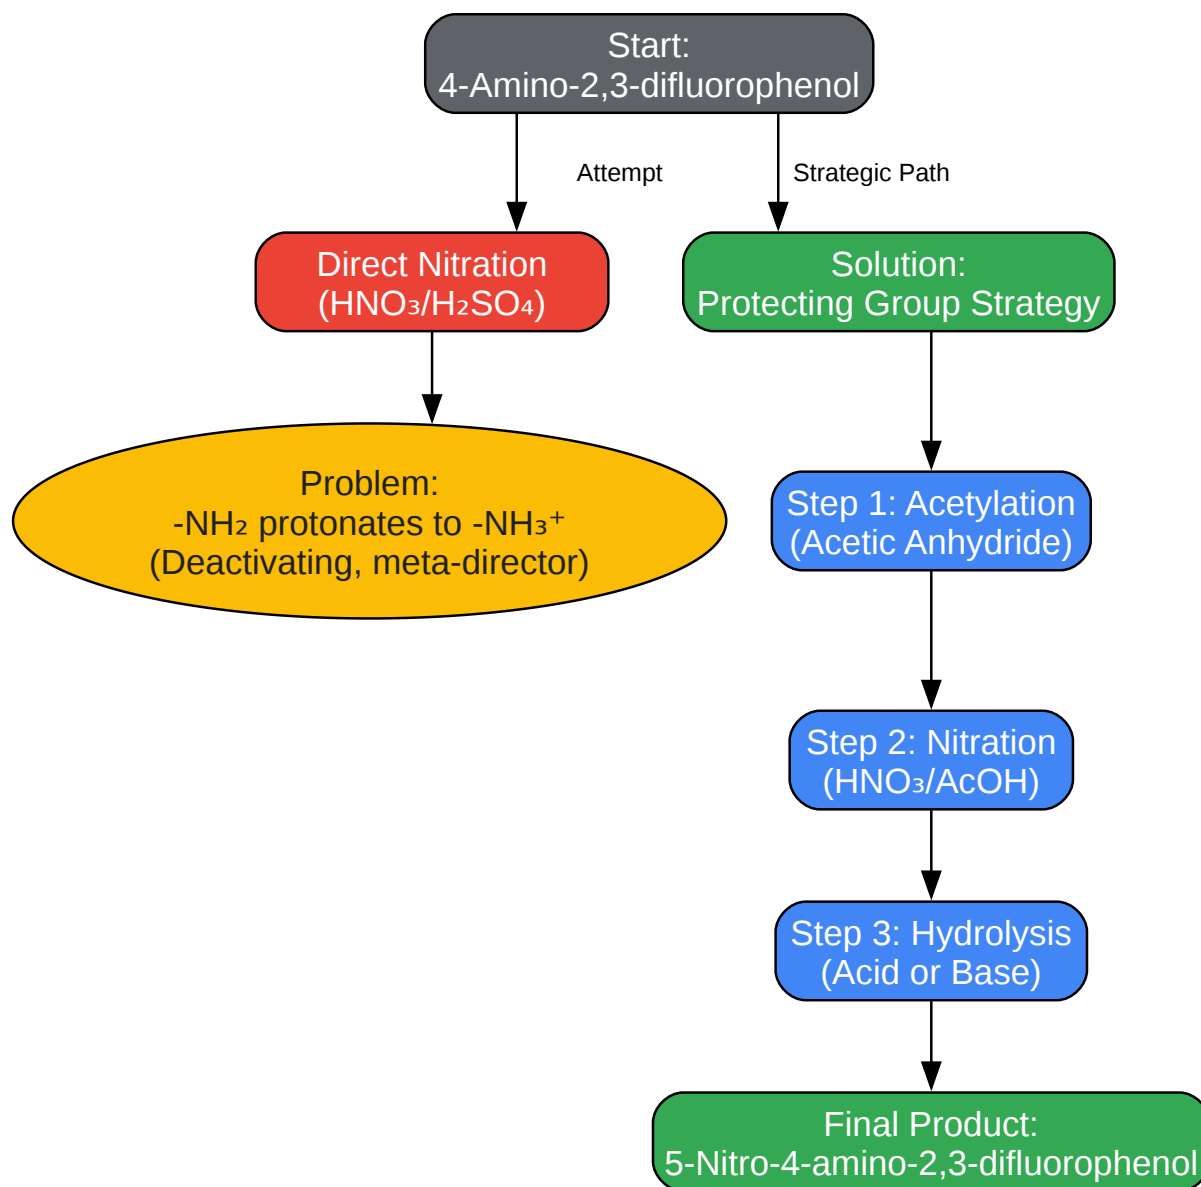 Start:
4-Amino-2,3-difluorophenol
Attempt
Strategic Path
Direct Nitration
(HNO₃/H₂SO₄)
Solution:
Protecting Group Strategy
Problem:
-NH₂ protonates to -NH₃⁺
(Deactivating, meta-director)
Step 1: Acetylation
(Acetic Anhydride)
Step 2: Nitration
(HNO₃/AcOH)
Step 3: Hydrolysis
(Acid or Base)
Final Product:
5-Nitro-4-amino-2,3-difluorophenol